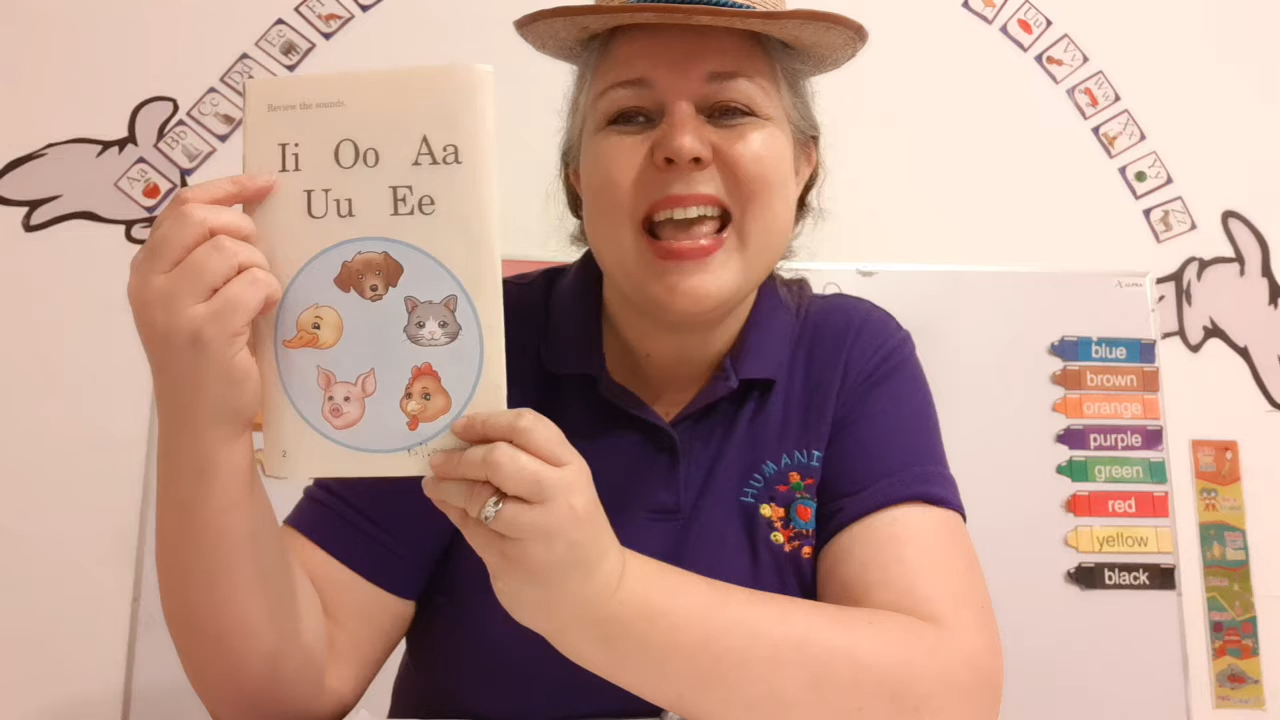 Review the sounds.
Ii Oo Aa
Uu Ee
2
Aa
Bb
Cc
Dd
Ee
Uu
Vv
Ww
Xx
Yy
Zz
blue
brown
orange
purple
green
red
yellow
black